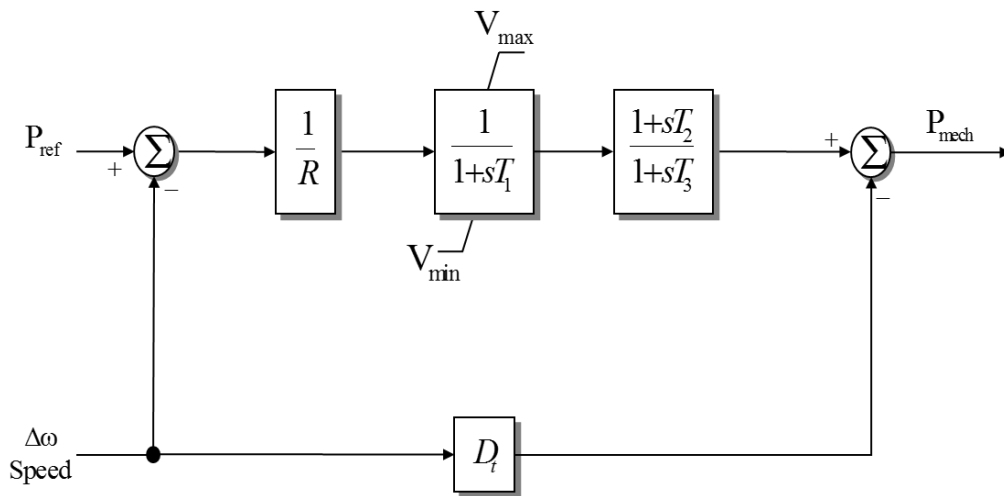 V_max
P_ref
+
Σ
−
1
R
1
1+sT_1
1+sT_2
1+sT_3
+
Σ
−
P_mech
V_min
Δω
Speed
D_t